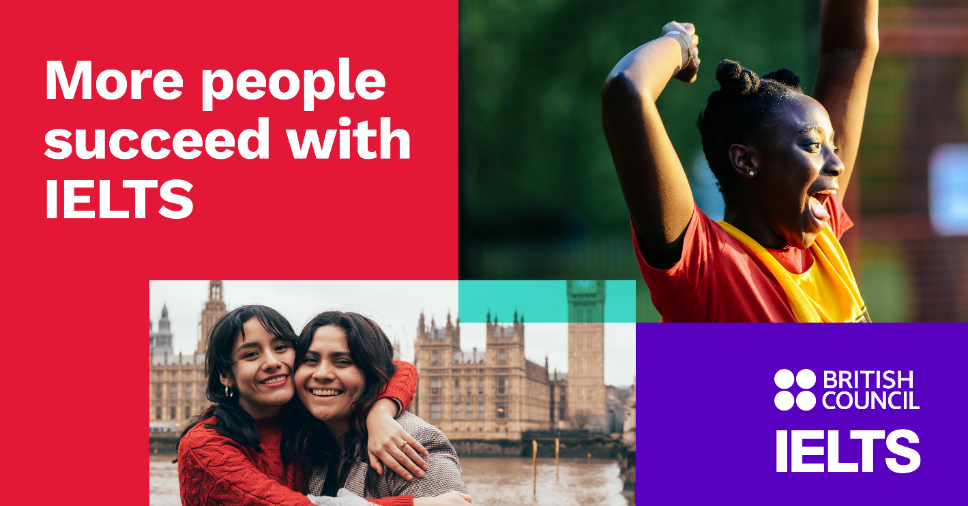 More people
succeed with
IELTS
BRITISH
COUNCIL
IELTS